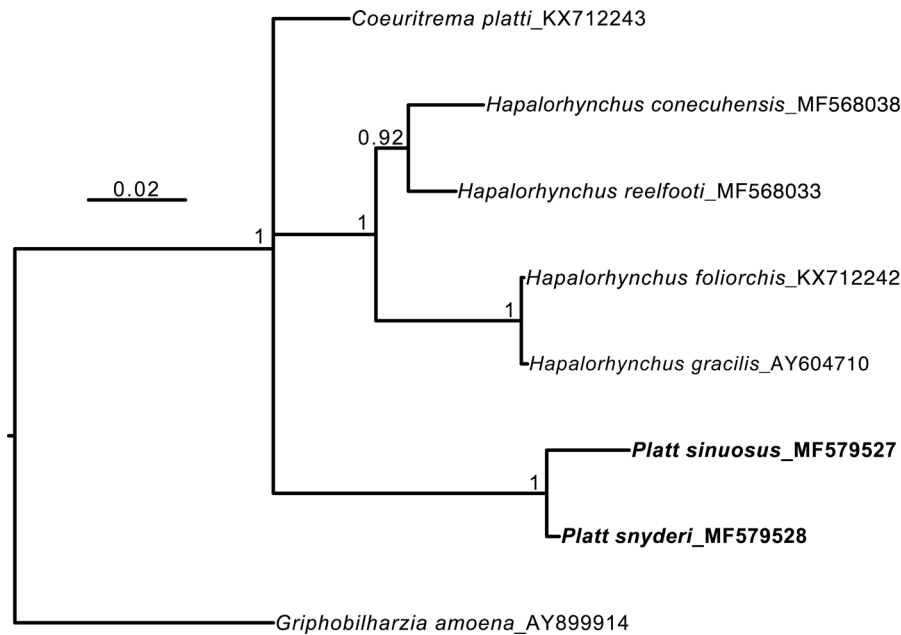 Coeuritrema platti_KX712243
Hapalorhynchus conecuhensis_MF568038
0.92
Hapalorhynchus reelfooti_MF568033
0.02
1
1
Hapalorhynchus foliorchis_KX712242
1
Hapalorhynchus gracilis_AY604710
Platt sinuosus_MF579527
1
Platt snyderi_MF579528
Griphobilharzia amoena_AY899914